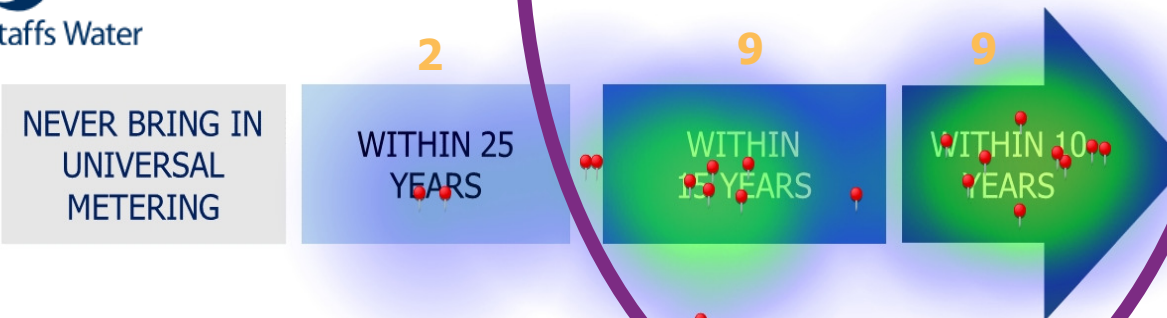 taffs Water
2
9
9
NEVER BRING IN
UNIVERSAL
METERING
WITHIN 25
YEARS
WITHIN
15 YEARS
WITHIN 10
YEARS